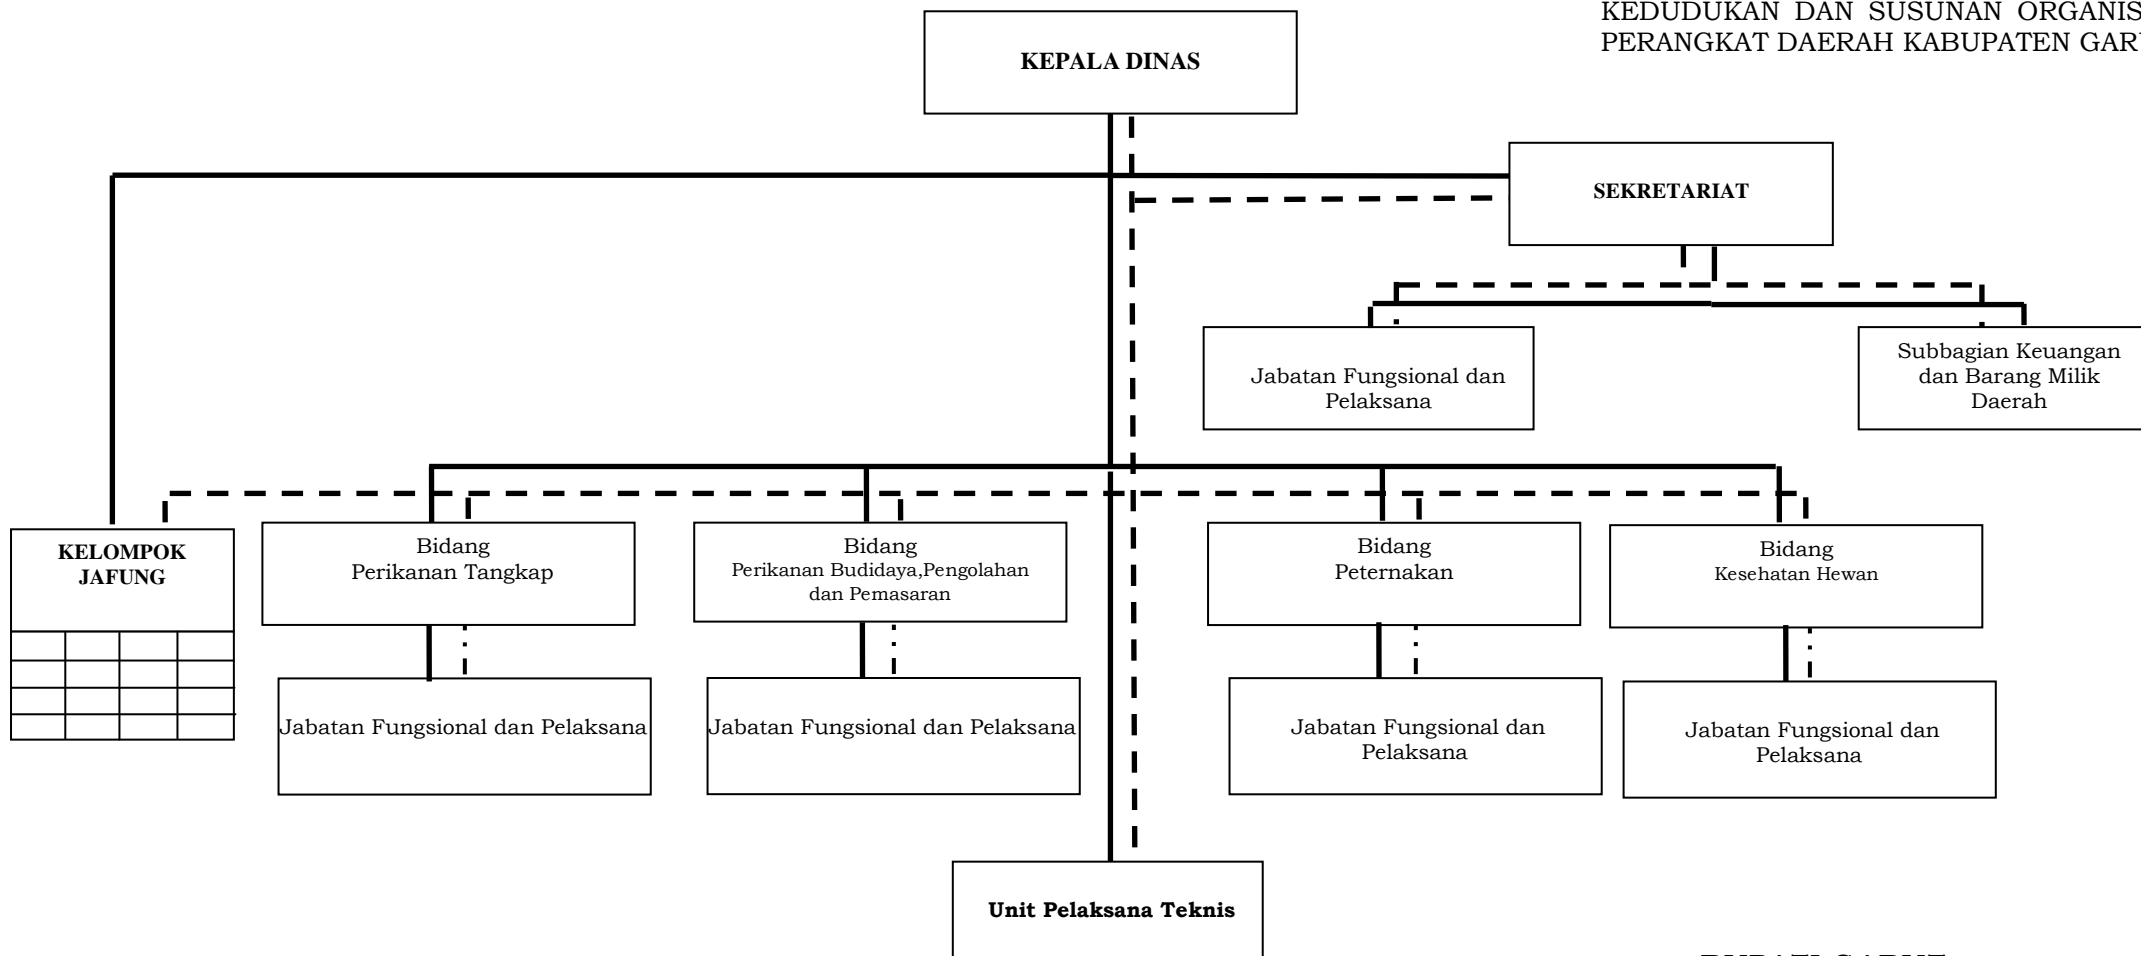 KEDUDUKAN DAN SUSUNAN
PERANGKAT DAERAH KABUPATEN
KEPALA DINAS
SEKRETARIAT
Jabatan Fungsional dan
Pelaksana
Subbagian Keuangan
dan Barang Milik
Daerah
KELOMPOK
JAFUNG
Bidang
Perikanan Tangkap
Bidang
Perikanan Budidaya,Pengolahan
dan Pemasaran
Bidang
Peternakan
Bidang
Kesehatan Hewan
Jabatan Fungsional dan Pelaksana
Jabatan Fungsional dan Pelaksana
Jabatan Fungsional dan
Pelaksana
Jabatan Fungsional dan
Pelaksana
Unit Pelaksana Teknis